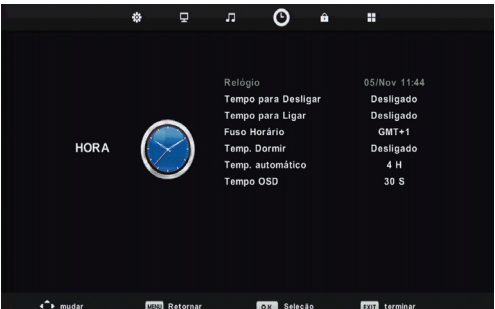 Relógio 05/Nov 11:44
Tempo para Desligar Desligado
Tempo para Ligar Desligado
Fuso Horário GMT+1
HORA
Temp. Dormir Desligado
Temp. automático 4 H
Tempo OSD 30 S
mudar MENU Retornar OK Seleção EXIT terminar